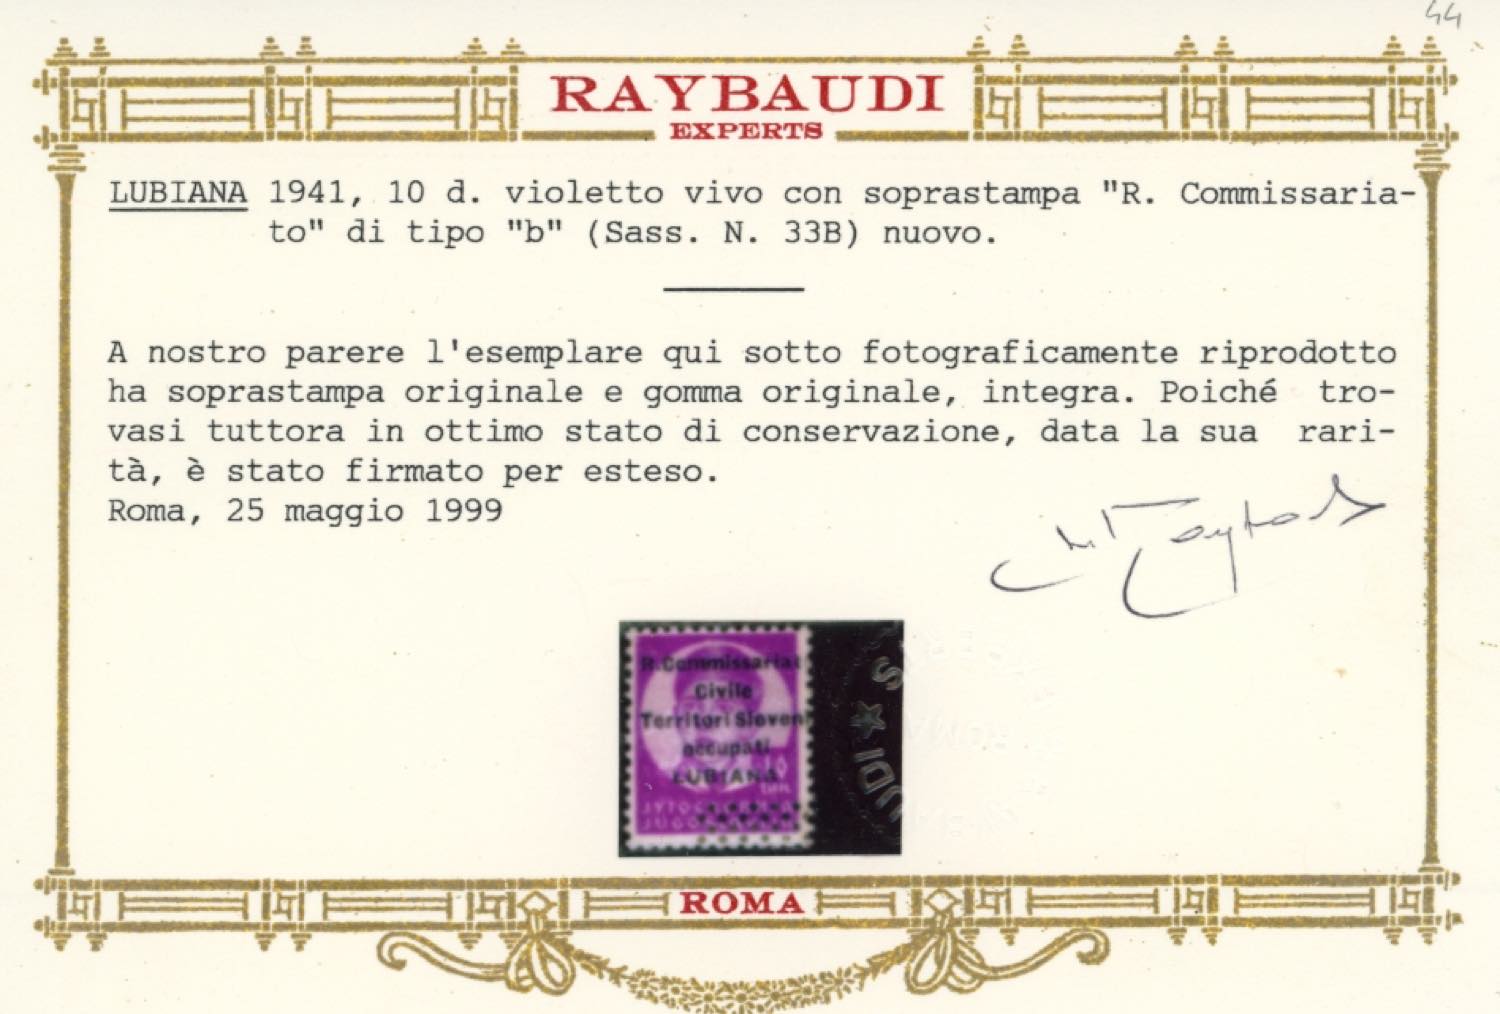 44
RAYBAUDI
EXPERTS
LUBIANA 1941, 10 d. violetto vivo con soprastampa "R. Commissaria-
to" di tipo "b" (Sass. N. 33B) nuovo.
A nostro parere l'esemplare qui sotto fotograficamente riprodotto
ha soprastampa originale e gomma originale, integra. Poiché tro-
vasi tuttora in ottimo stato di conservazione, data la sua rari-
tà, è stato firmato per esteso.
Roma, 25 maggio 1999
R. Commissariat
Civile
Territori Sloven
occupati
LUBIANA
ROMA